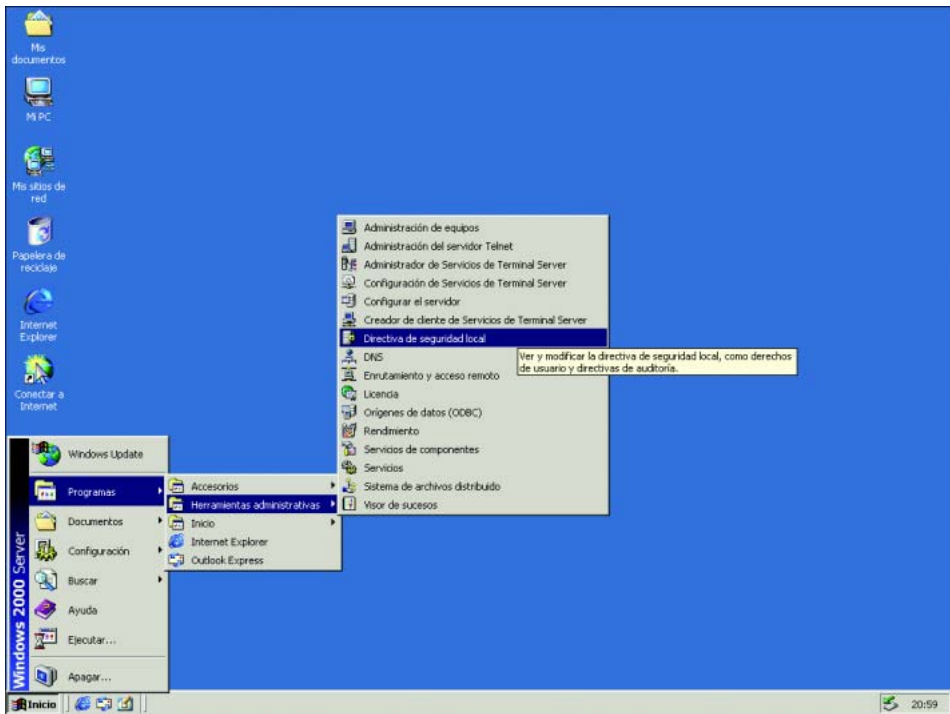 Mis
documentos
Mi PC
Mis sitios de
red
Papelera de
reciclaje
Internet
Explorer
Conectar a
Internet
Administración de equipos
Administración del servidor Telnet
Administrador de Servicios de Terminal Server
Configuración de Servicios de Terminal Server
Configurar el servidor
Creador de cliente de Servicios de Terminal Server
Directiva de seguridad local
DNS
Enrutamiento y acceso remoto
Licencia
Orígenes de datos (ODBC)
Rendimiento
Servicios de componentes
Servicios
Sistema de archivos distribuido
Visor de sucesos
Ver y modificar la directiva de seguridad local, como derechos
de usuario y directivas de auditoría.
Windows Update
Programas
Documentos
Configuración
Buscar
Ayuda
Ejecutar...
Apagar...
Windows 2000 Server
Accesorios
Herramientas administrativas
Inicio
Internet Explorer
Outlook Express
Inicio
20:59